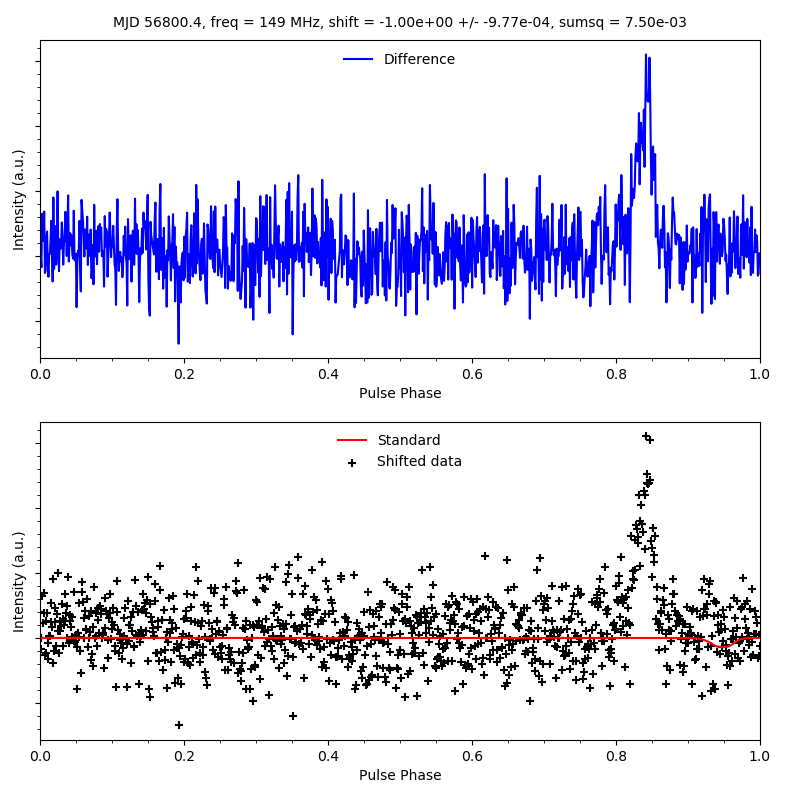 MJD 56800.4, freq = 149 MHz, shift = -1.00e+00 +/- -9.77e-04, sumsq = 7.50e-03
Difference
Intensity (a.u.)
0.0 0.2 0.4 0.6 0.8 1.0
Pulse Phase
Standard
Shifted data
Intensity (a.u.)
0.0 0.2 0.4 0.6 0.8 1.0
Pulse Phase